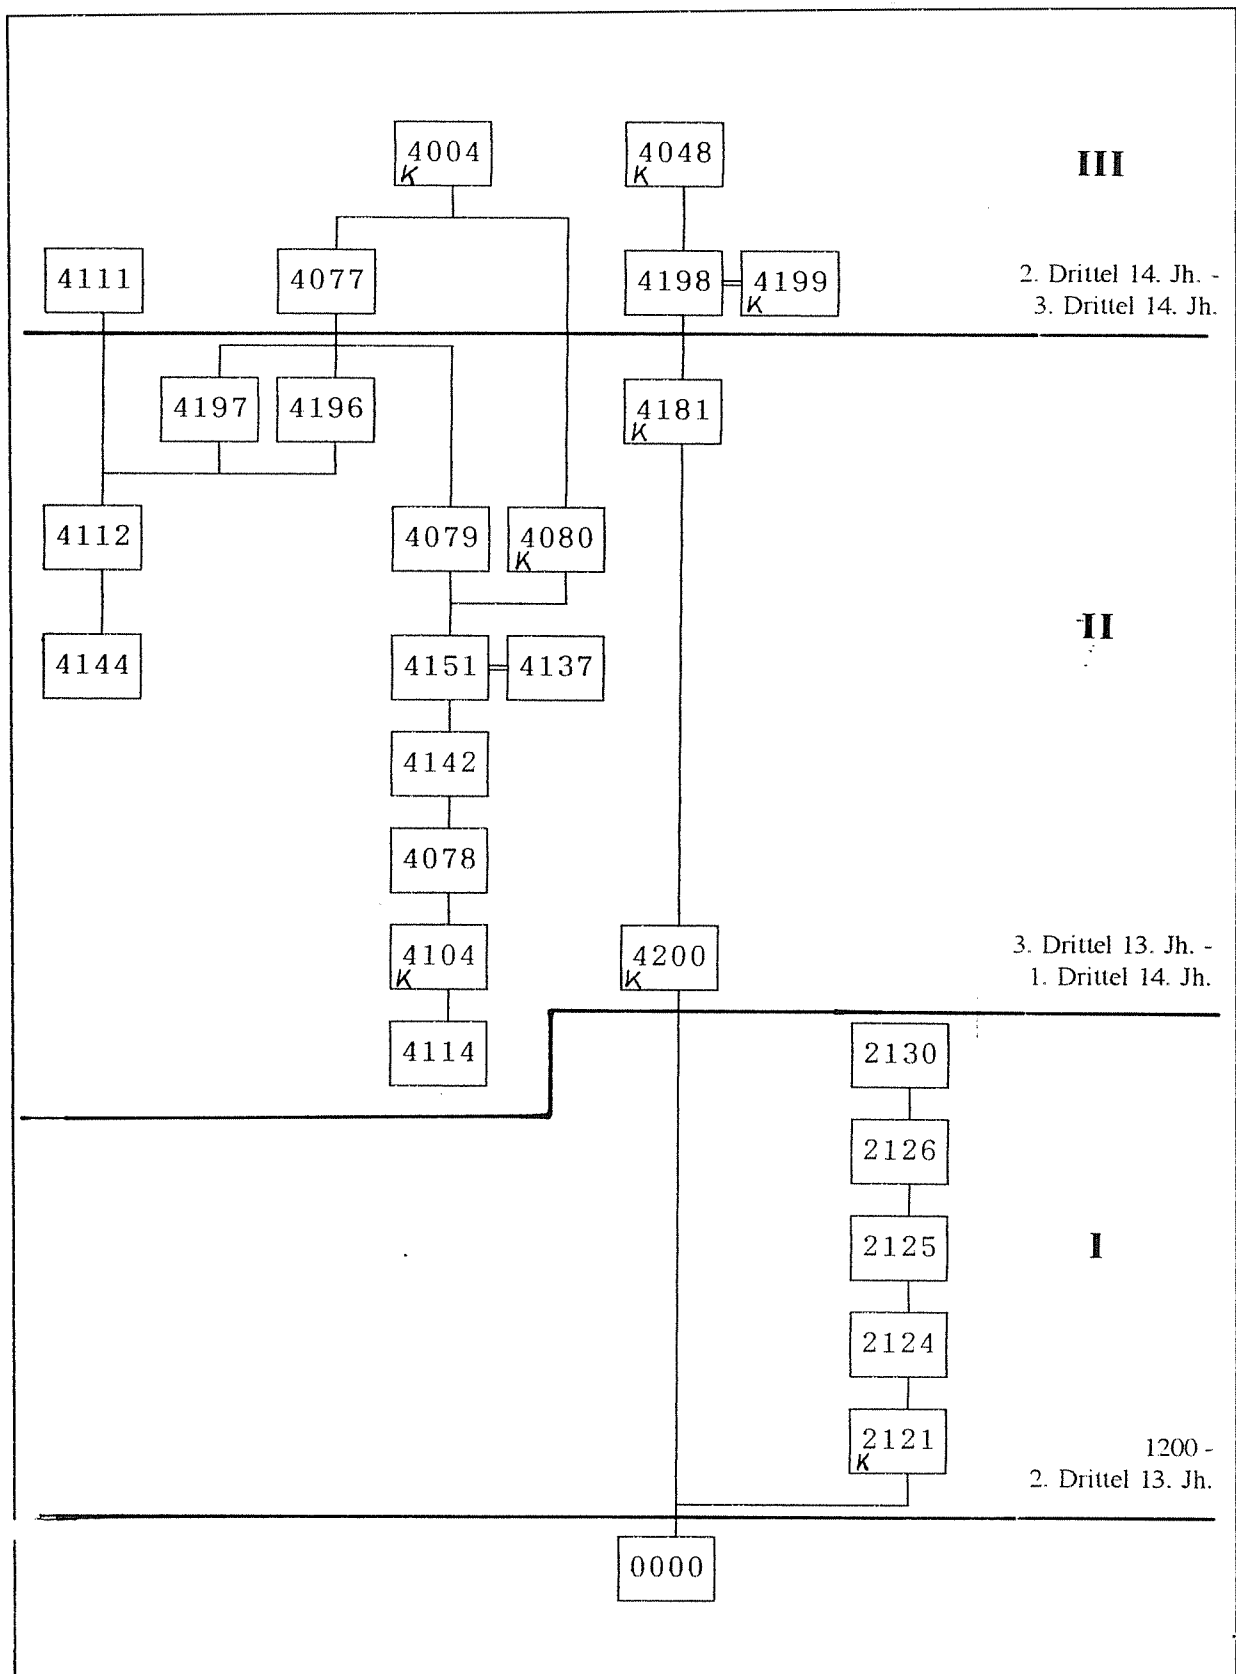 4004 4048 III
K K
4111 4077 4198 4199 2. Drittel 14. Jh. -
K 3. Drittel 14. Jh.
4197 4196 4181
K
4112 4079 4080
K
II
4144 4151 4137
4142
4078
4104 4200 3. Drittel 13. Jh. -
K K 1. Drittel 14. Jh.
4114 2130
2126
2125 I
2124
2121 1200 -
K 2. Drittel 13. Jh.
0000